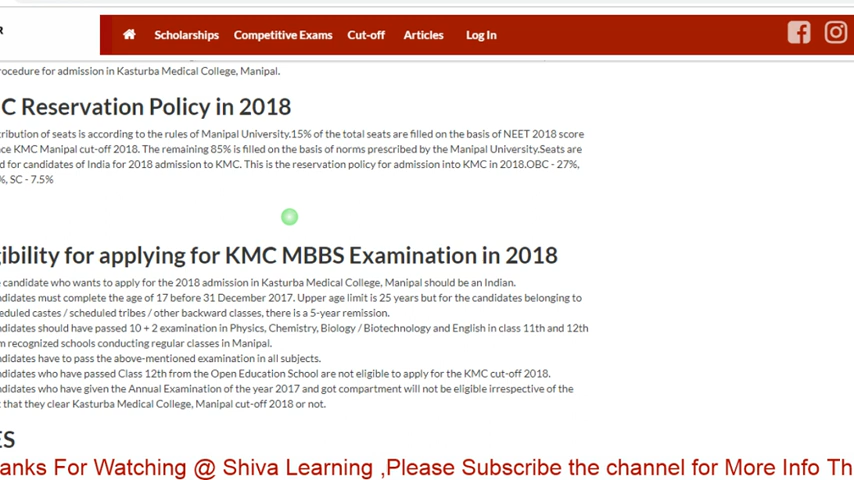 R
Scholarships Competitive Exams Cut-off Articles Log In
rocedure for admission in Kasturba Medical College, Manipal.
C Reservation Policy in 2018
tribution of seats is according to the rules of Manipal University.15% of the total seats are filled on the basis of NEET 2018 score
ce KMC Manipal cut-off 2018. The remaining 85% is filled on the basis of norms prescribed by the Manipal University.Seats are
d for candidates of India for 2018 admission to KMC. This is the reservation policy for admission into KMC in 2018.OBC - 27%,
%, SC - 7.5%
gibility for applying for KMC MBBS Examination in 2018
e candidate who wants to apply for the 2018 admission in Kasturba Medical College, Manipal should be an Indian.
ndidates must complete the age of 17 before 31 December 2017. Upper age limit is 25 years but for the candidates belonging to
eduled castes / scheduled tribes / other backward classes, there is a 5-year remission.
ndidates should have passed 10 + 2 examination in Physics, Chemistry, Biology / Biotechnology and English in class 11th and 12th
m recognized schools conducting regular classes in Manipal.
ndidates have to pass the above-mentioned examination in all subjects.
ndidates who have passed Class 12th from the Open Education School are not eligible to apply for the KMC cut-off 2018.
ndidates who have given the Annual Examination of the year 2017 and got compartment will not be eligible irrespective of the
t that they clear Kasturba Medical College, Manipal cut-off 2018 or not.
ES
anks For Watching @ Shiva Learning ,Please Subscribe the channel for More Info Th